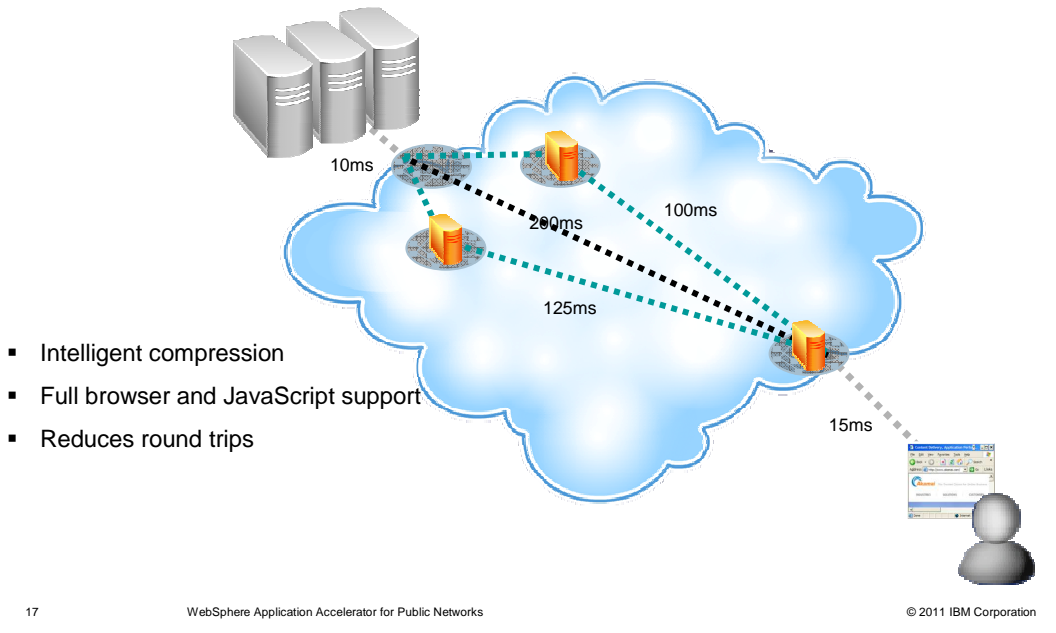 10ms
100ms
200ms
125ms
▪ Intelligent compression
▪ Full browser and JavaScript support
▪ Reduces round trips
15ms
Akamai
17 WebSphere Application Accelerator for Public Networks © 2011 IBM Corporation